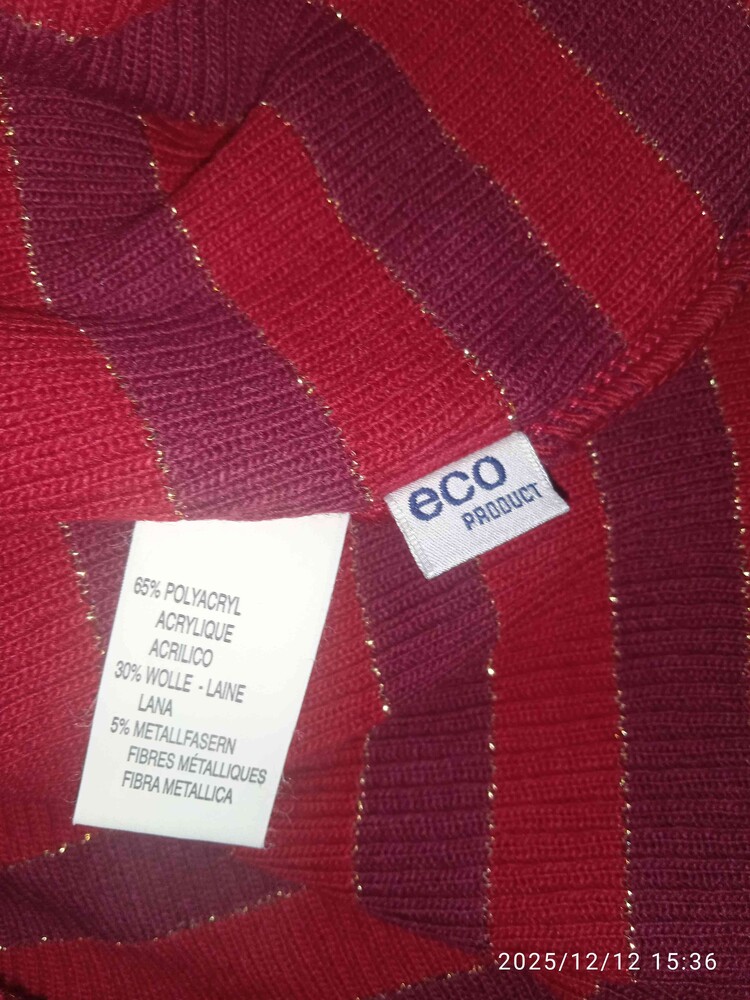 eco
PRODUCT
65% POLYACRYL
ACRYLIQUE
ACRILICO
30% WOLLE - LAINE
LANA
5% METALLFASERN
FIBRES MÉTALLIQUES
FIBRA METALLICA
2025/12/12 15:36